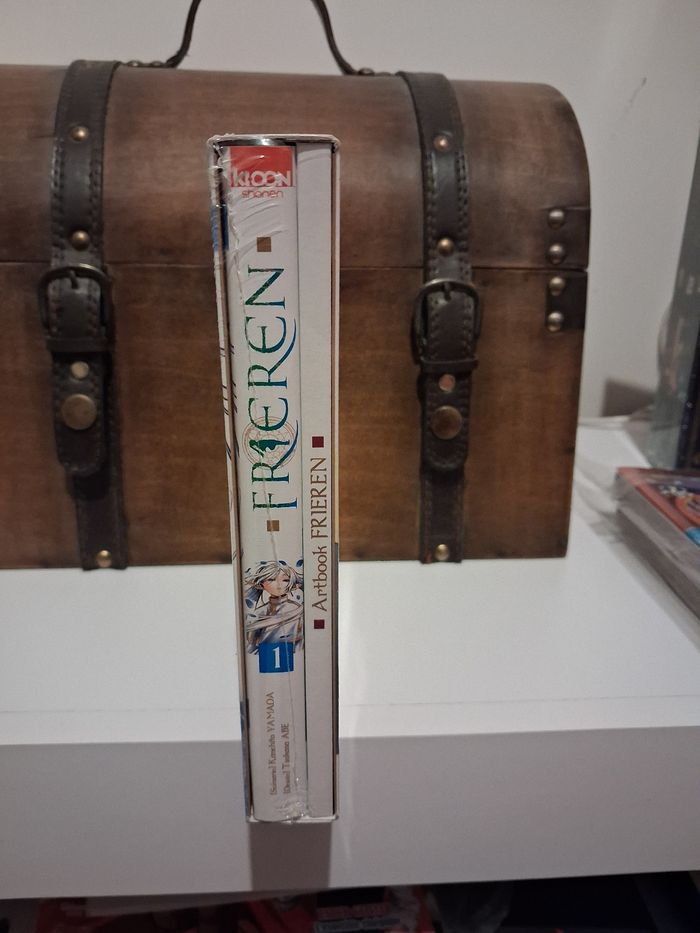 KI-OON
shonen
FRIEREN
1
[Scénario] Kanehito YAMADA
[Dessin] Tsukasa ABE
Artbook FRIEREN